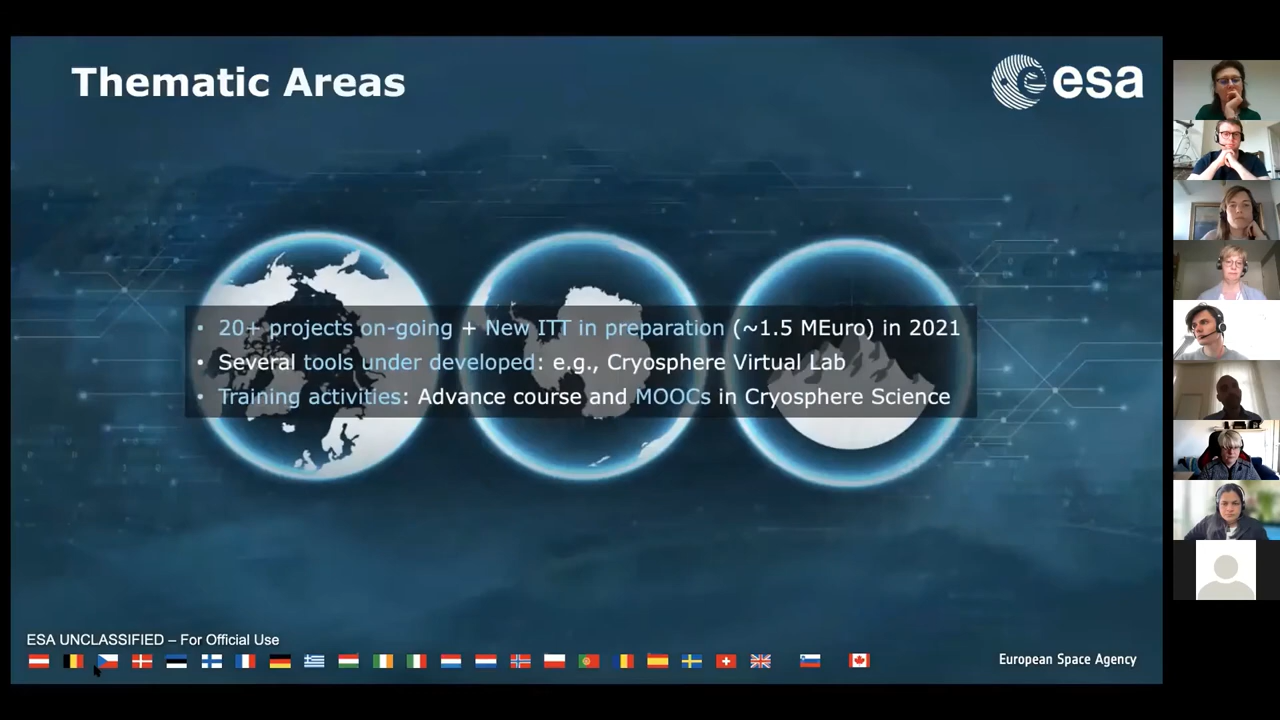 Thematic Areas
esa
• 20+ projects on-going + New ITT in preparation (~1.5 MEuro) in 2021
• Several tools under developed: e.g., Cryosphere Virtual Lab
• Training activities: Advance course and MOOCs in Cryosphere Science
ESA UNCLASSIFIED – For Official Use
European Space Agency